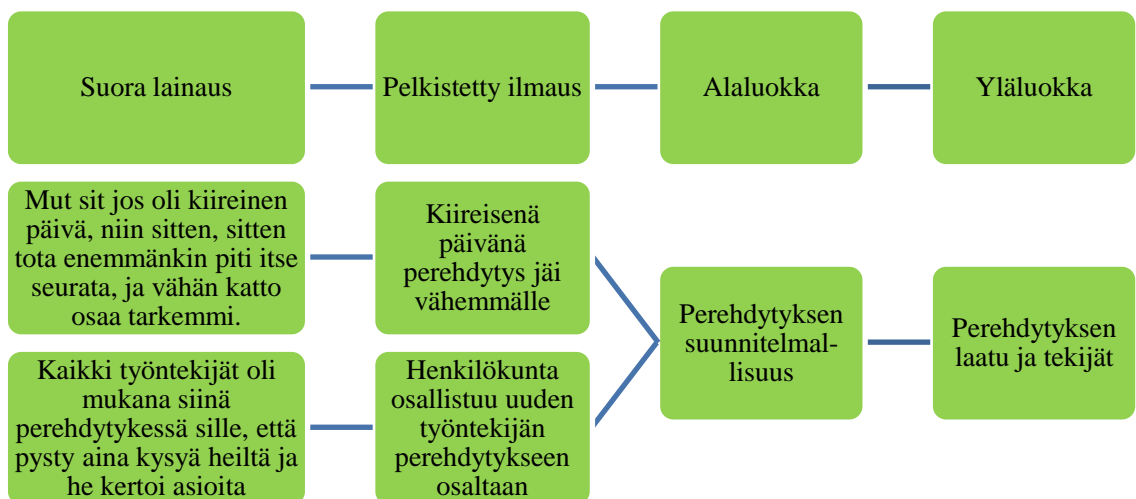 Suora lainaus
Pelkistetty ilmaus
Alaluokka
Yläluokka
Mut sit jos oli kiireinen
päivä, niin sitten, sitten
tota enemmänkin piti itse
seurata, ja vähän katto
osaa tarkemmi.
Kiireisenä
päivänä
perehdytys jäi
vähemmälle
Kaikki työntekijät oli
mukana siinä
perehdytykessä sille, että
pysty aina kysyä heiltä ja
he kertoi asioita
Henkilökunta
osallistuu uuden
työntekijän
perehdytykseen
osaltaan
Perehdytyksen
suunnitelmal-
lisuus
Perehdytyksen
laatu ja tekijät